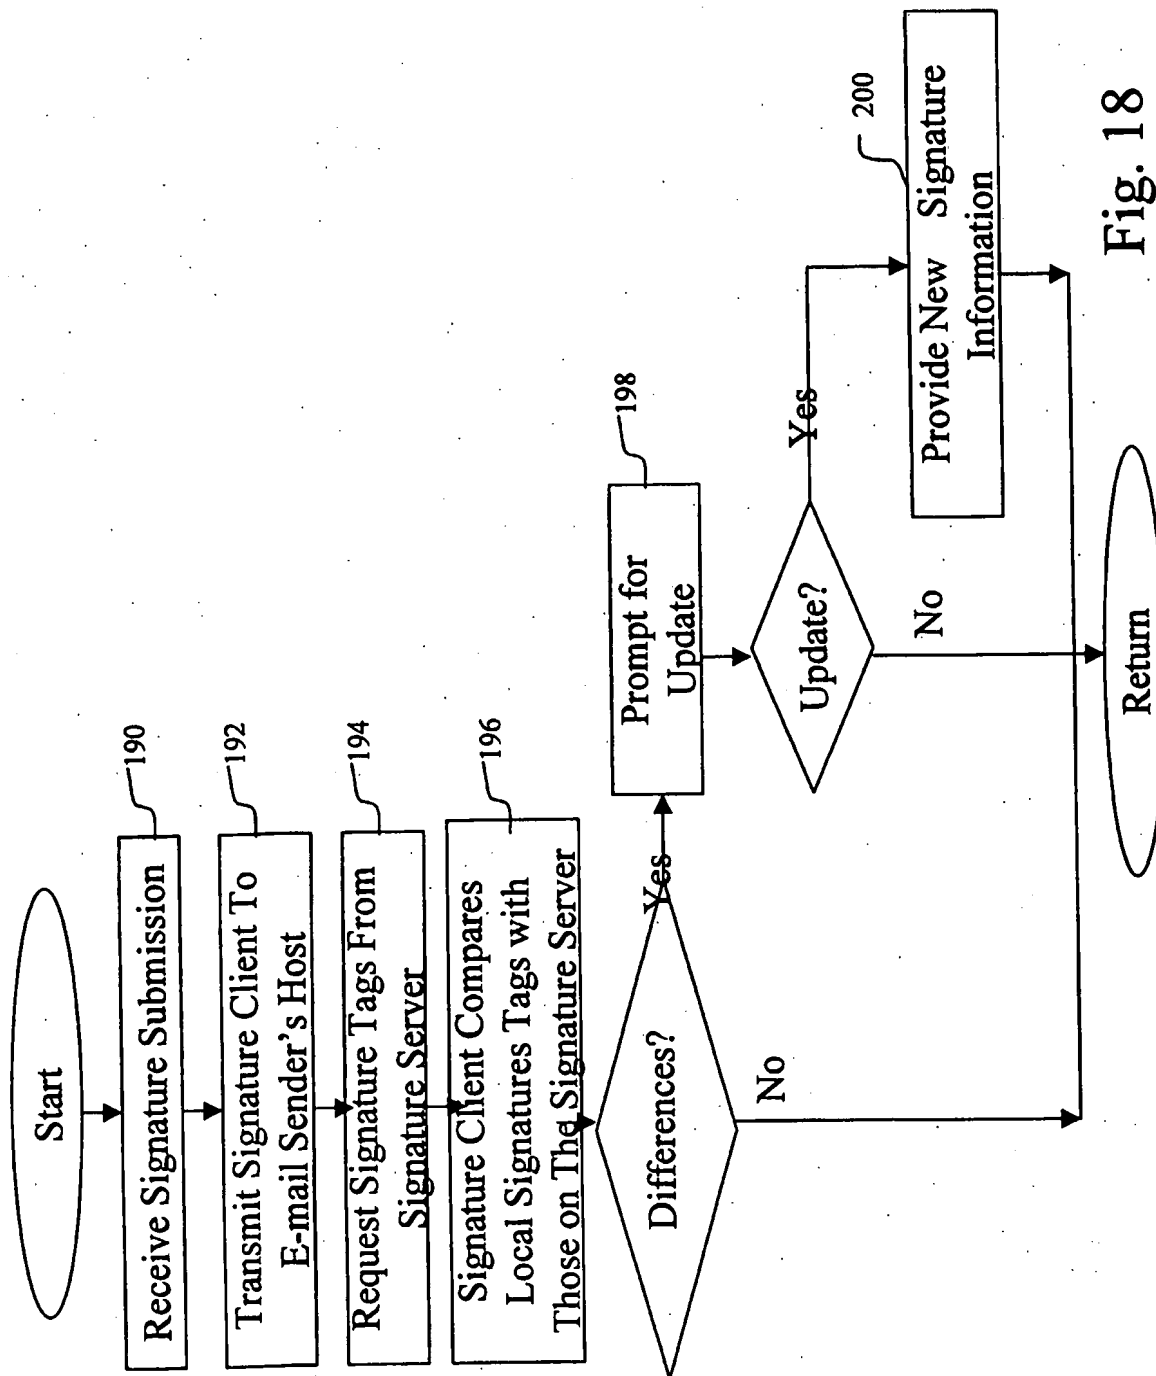 Start
Receive Signature Submission
190
Transmit Signature Client To
E-mail Sender's Host
192
Request Signature Tags From
Signature Server
194
Signature Client Compares
Local Signatures Tags with
Those on The Signature Server
196
Differences?
Yes
No
Prompt for
Update
198
Update?
Yes
No
Provide New Signature
Information
200
Return
Fig. 18